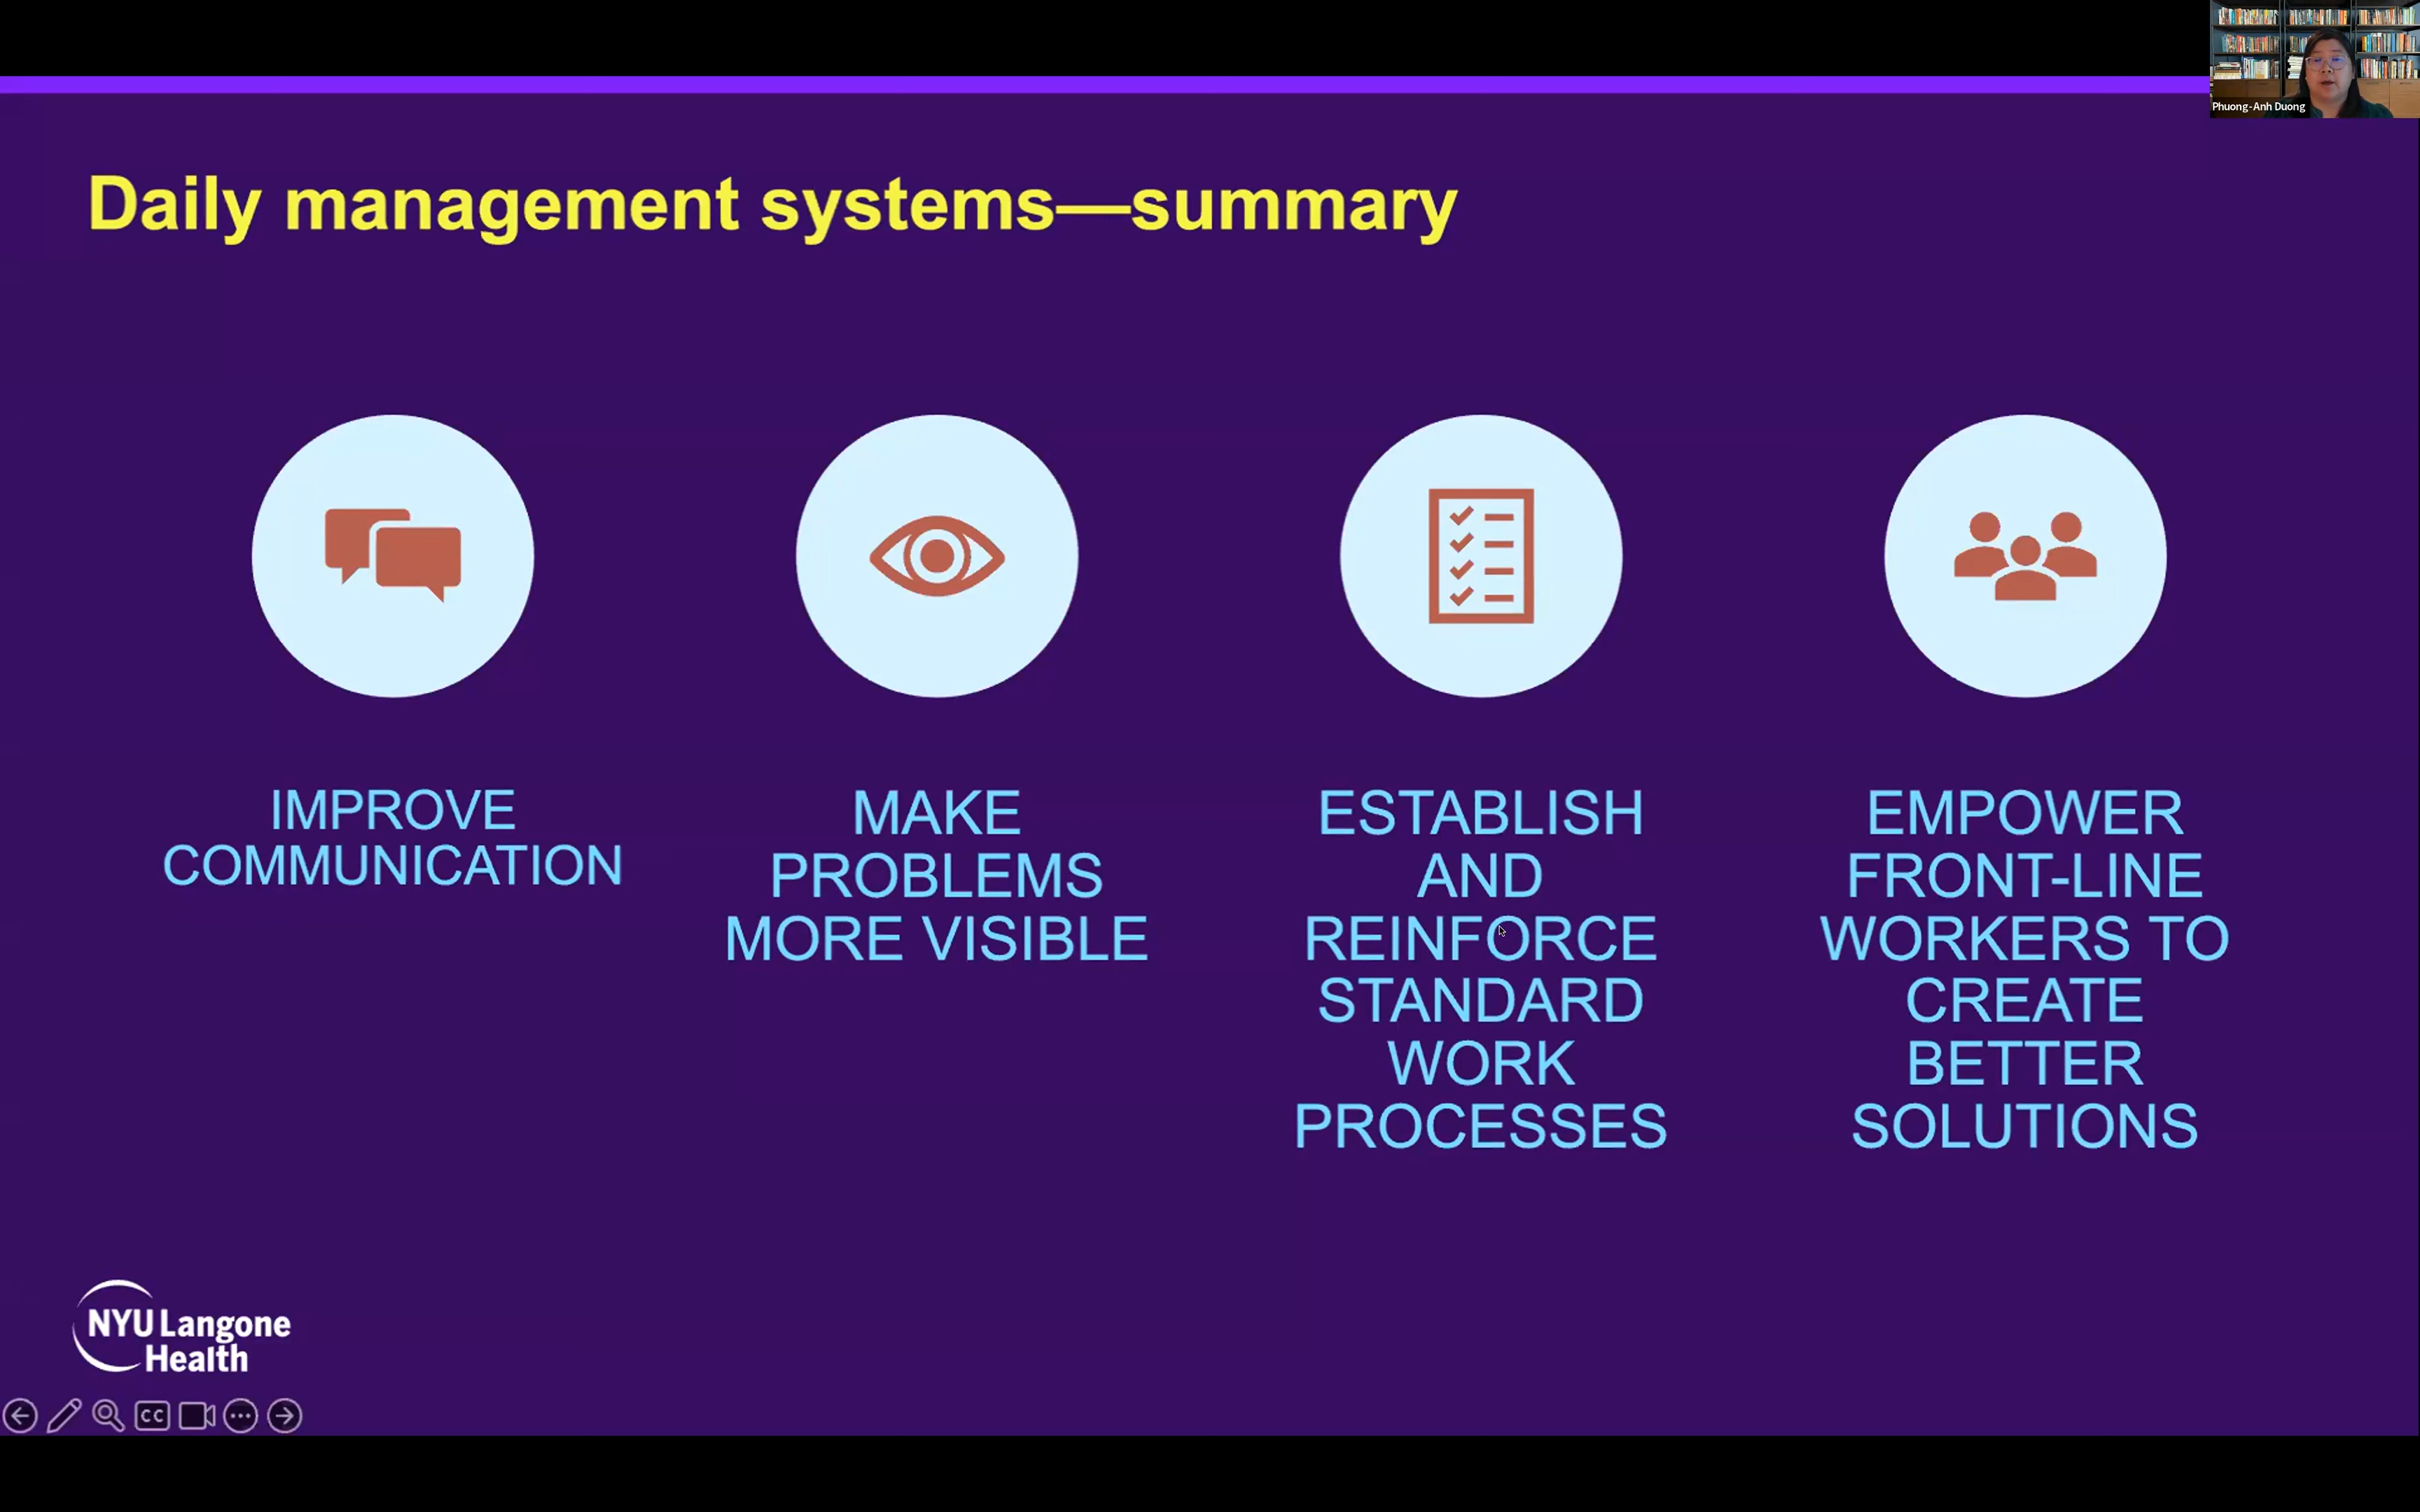 Phuong-Anh Duong
Daily management systems—summary
IMPROVE
COMMUNICATION
MAKE
PROBLEMS
MORE VISIBLE
ESTABLISH
AND
REINFORCE
STANDARD
WORK
PROCESSES
EMPOWER
FRONT-LINE
WORKERS TO
CREATE
BETTER
SOLUTIONS
NYU Langone
Health
CC